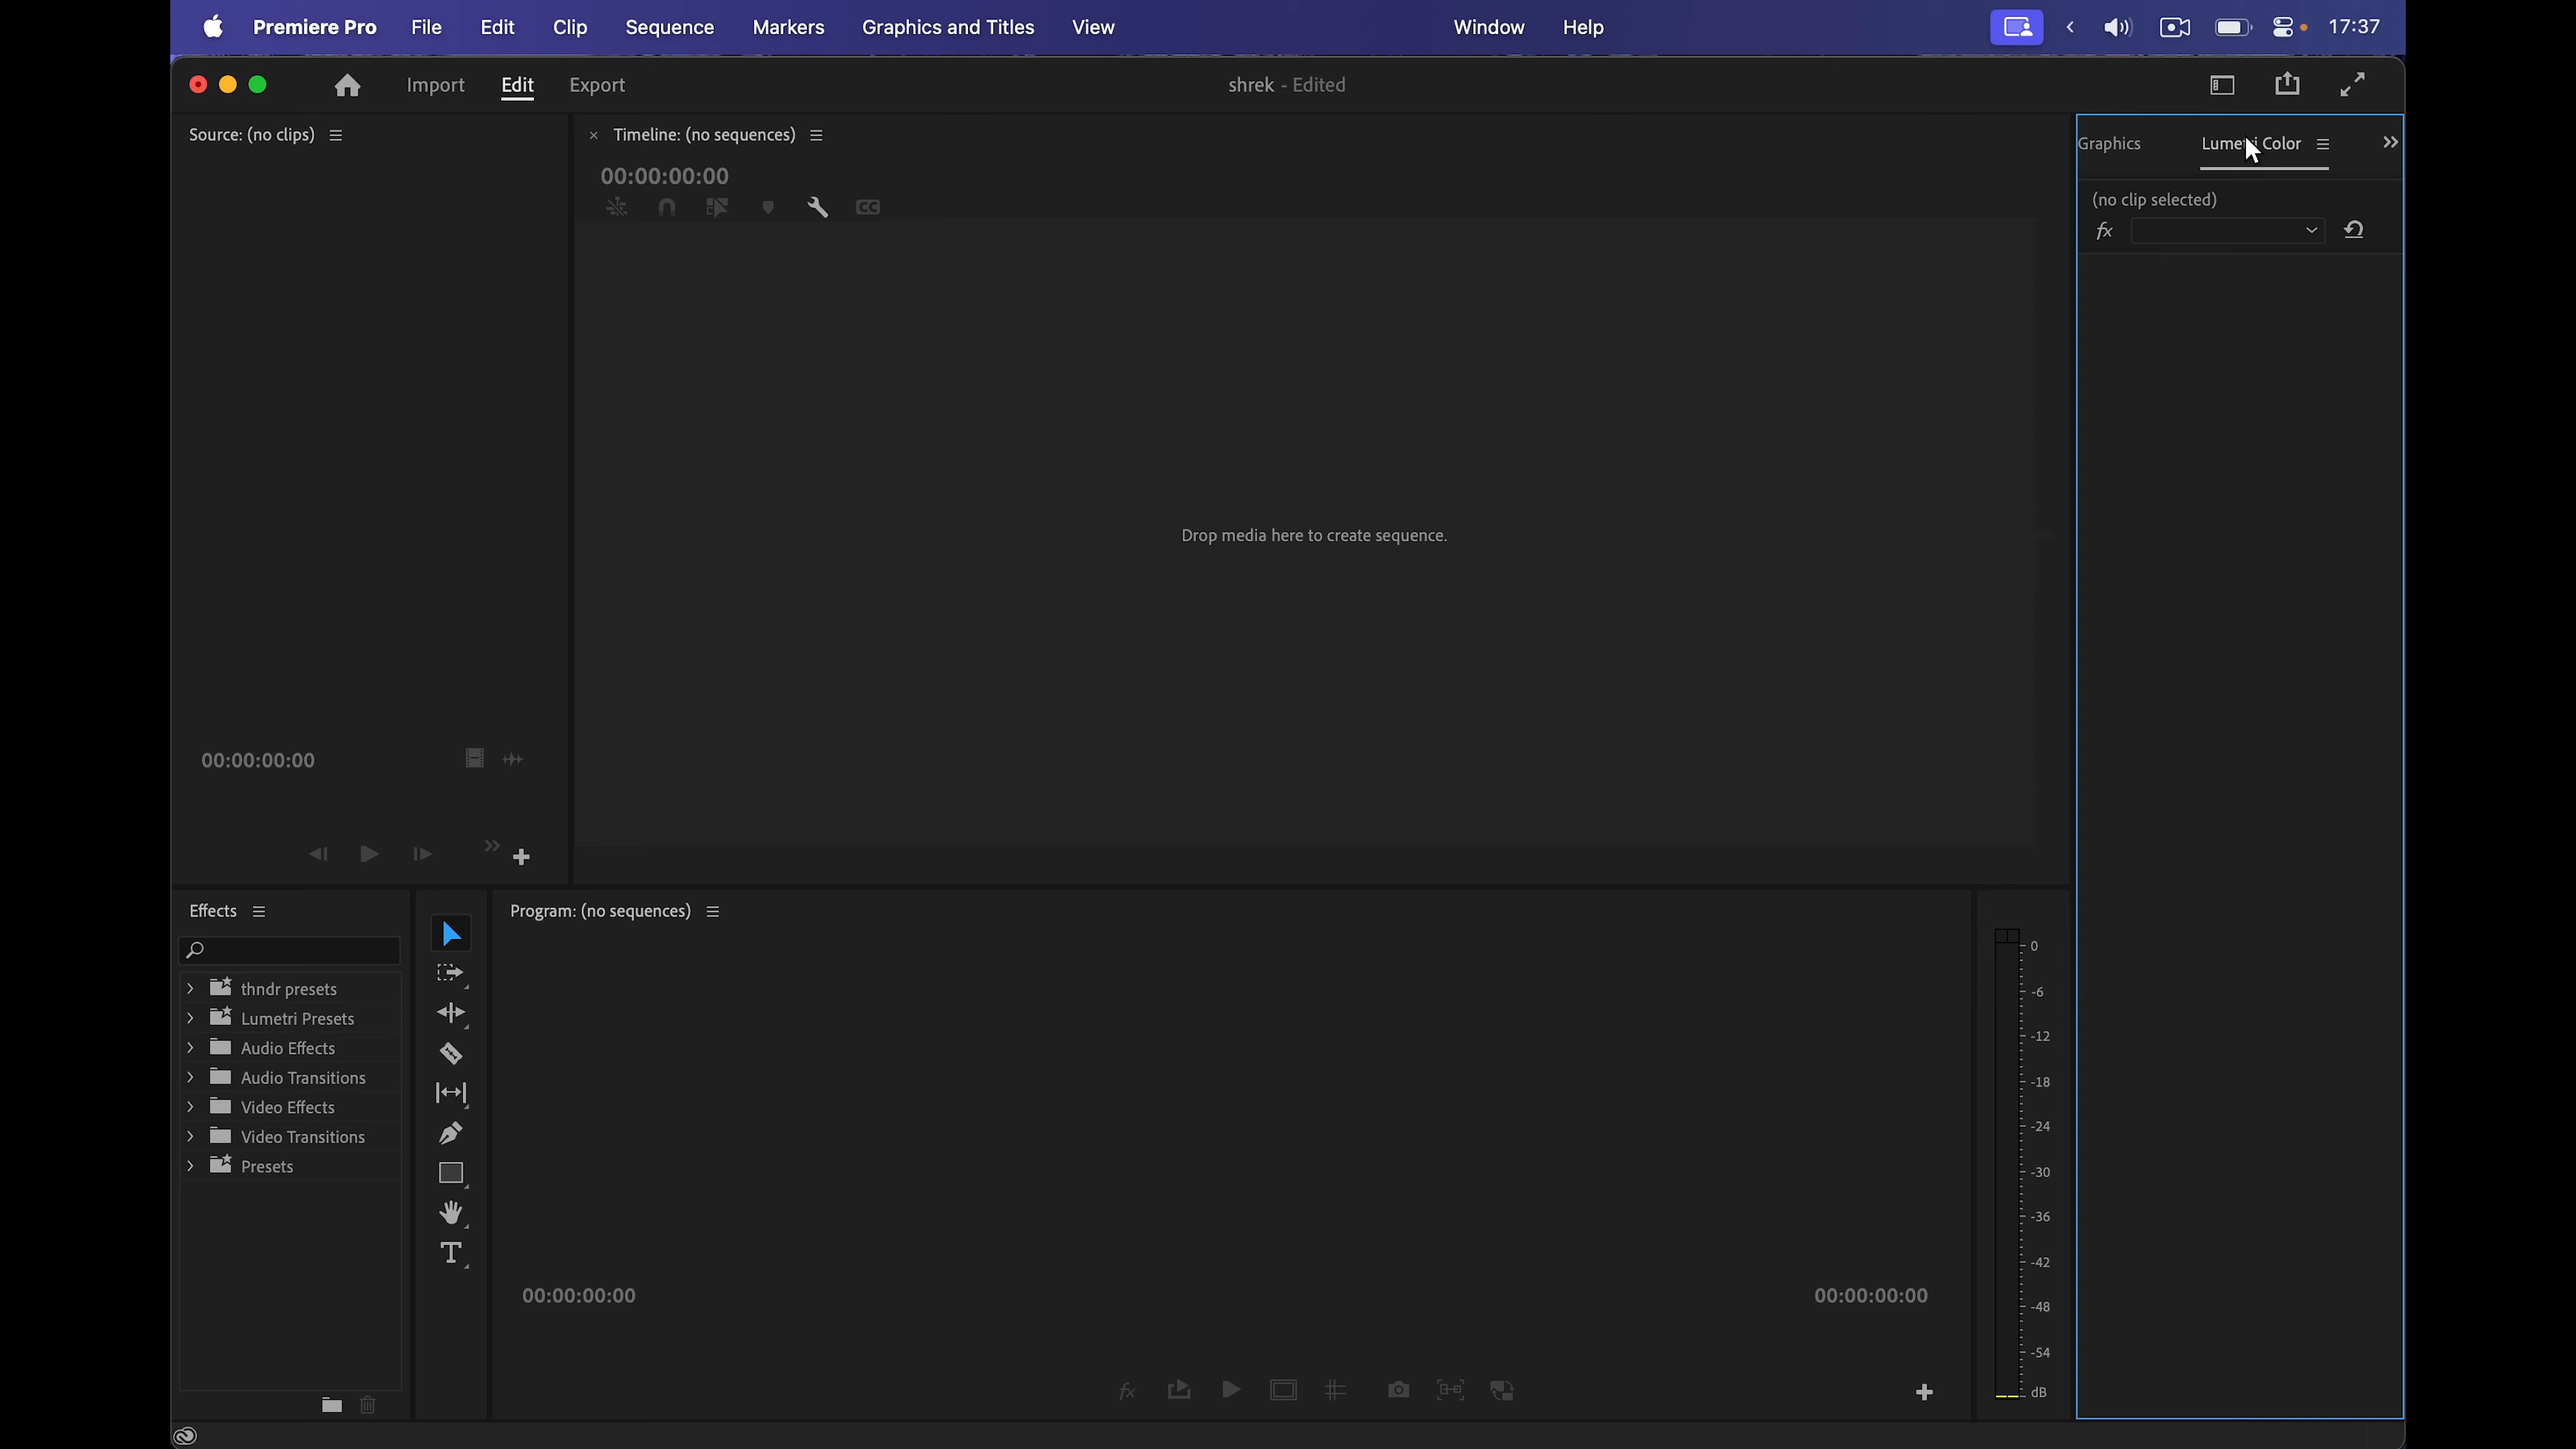 Premiere Pro File Edit Clip Sequence Markers Graphics and Titles View Window Help 17:37
Import Edit Export shrek - Edited
Source: (no clips)
Timeline: (no sequences)
00:00:00:00
CC
Drop media here to create sequence.
Graphics Lumetri Color
(no clip selected)
fx
00:00:00:00
Effects
thndr presets
Lumetri Presets
Audio Effects
Audio Transitions
Video Effects
Video Transitions
Presets
T
Program: (no sequences)
00:00:00:00 00:00:00:00
fx
0
-6
-12
-18
-24
-30
-36
-42
-48
-54
dB